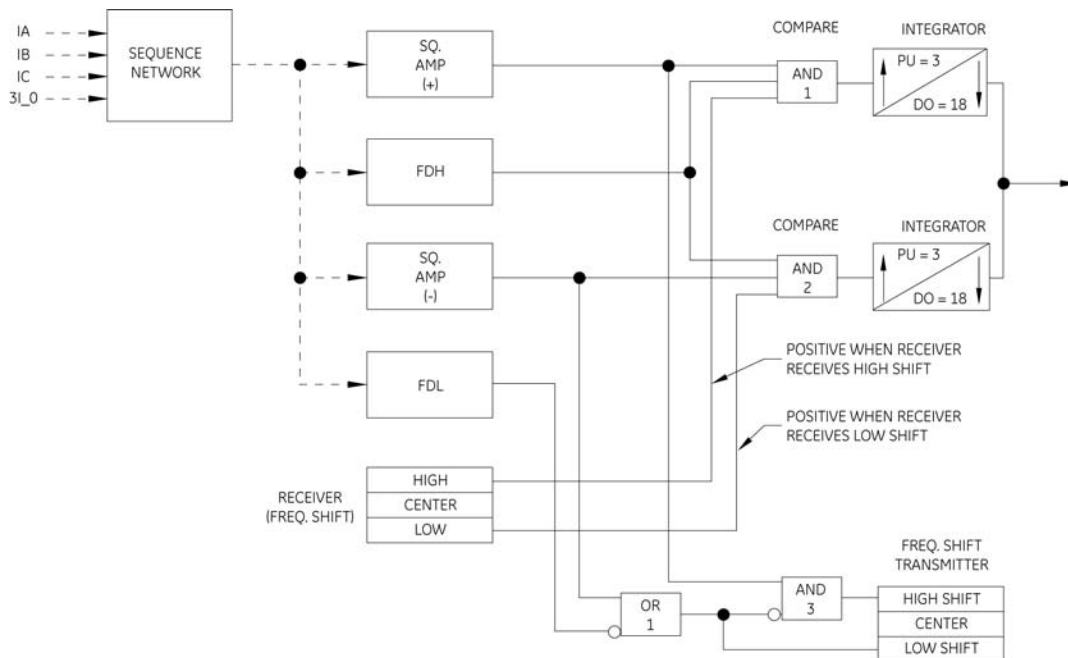 COMPARE
INTEGRATOR
IA
IB
IC
3I_0
SEQUENCE
NETWORK
SQ.
AMP
(+)
AND
1
PU = 3
DO = 18
FDH
COMPARE
INTEGRATOR
SQ.
AMP
(-)
AND
2
PU = 3
DO = 18
POSITIVE WHEN RECEIVER
RECEIVES HIGH SHIFT
FDL
POSITIVE WHEN RECEIVER
RECEIVES LOW SHIFT
RECEIVER
(FREQ. SHIFT)
HIGH
CENTER
LOW
FREQ. SHIFT
TRANSMITTER
OR
1
AND
3
HIGH SHIFT
CENTER
LOW SHIFT